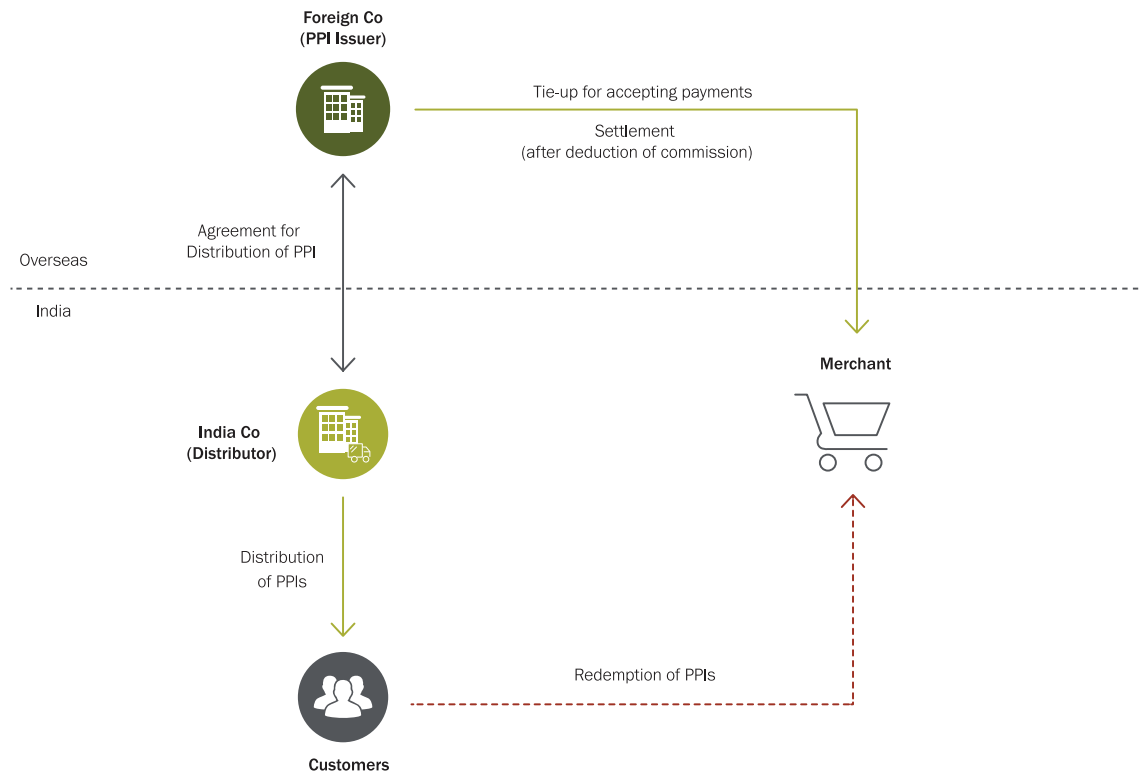 Foreign Co
(PPI Issuer)
Tie-up for accepting payments
Settlement
(after deduction of commission)
Agreement for
Distribution of PPI
Overseas
India
Merchant
India Co
(Distributor)
Distribution
of PPIs
Redemption of PPIs
Customers